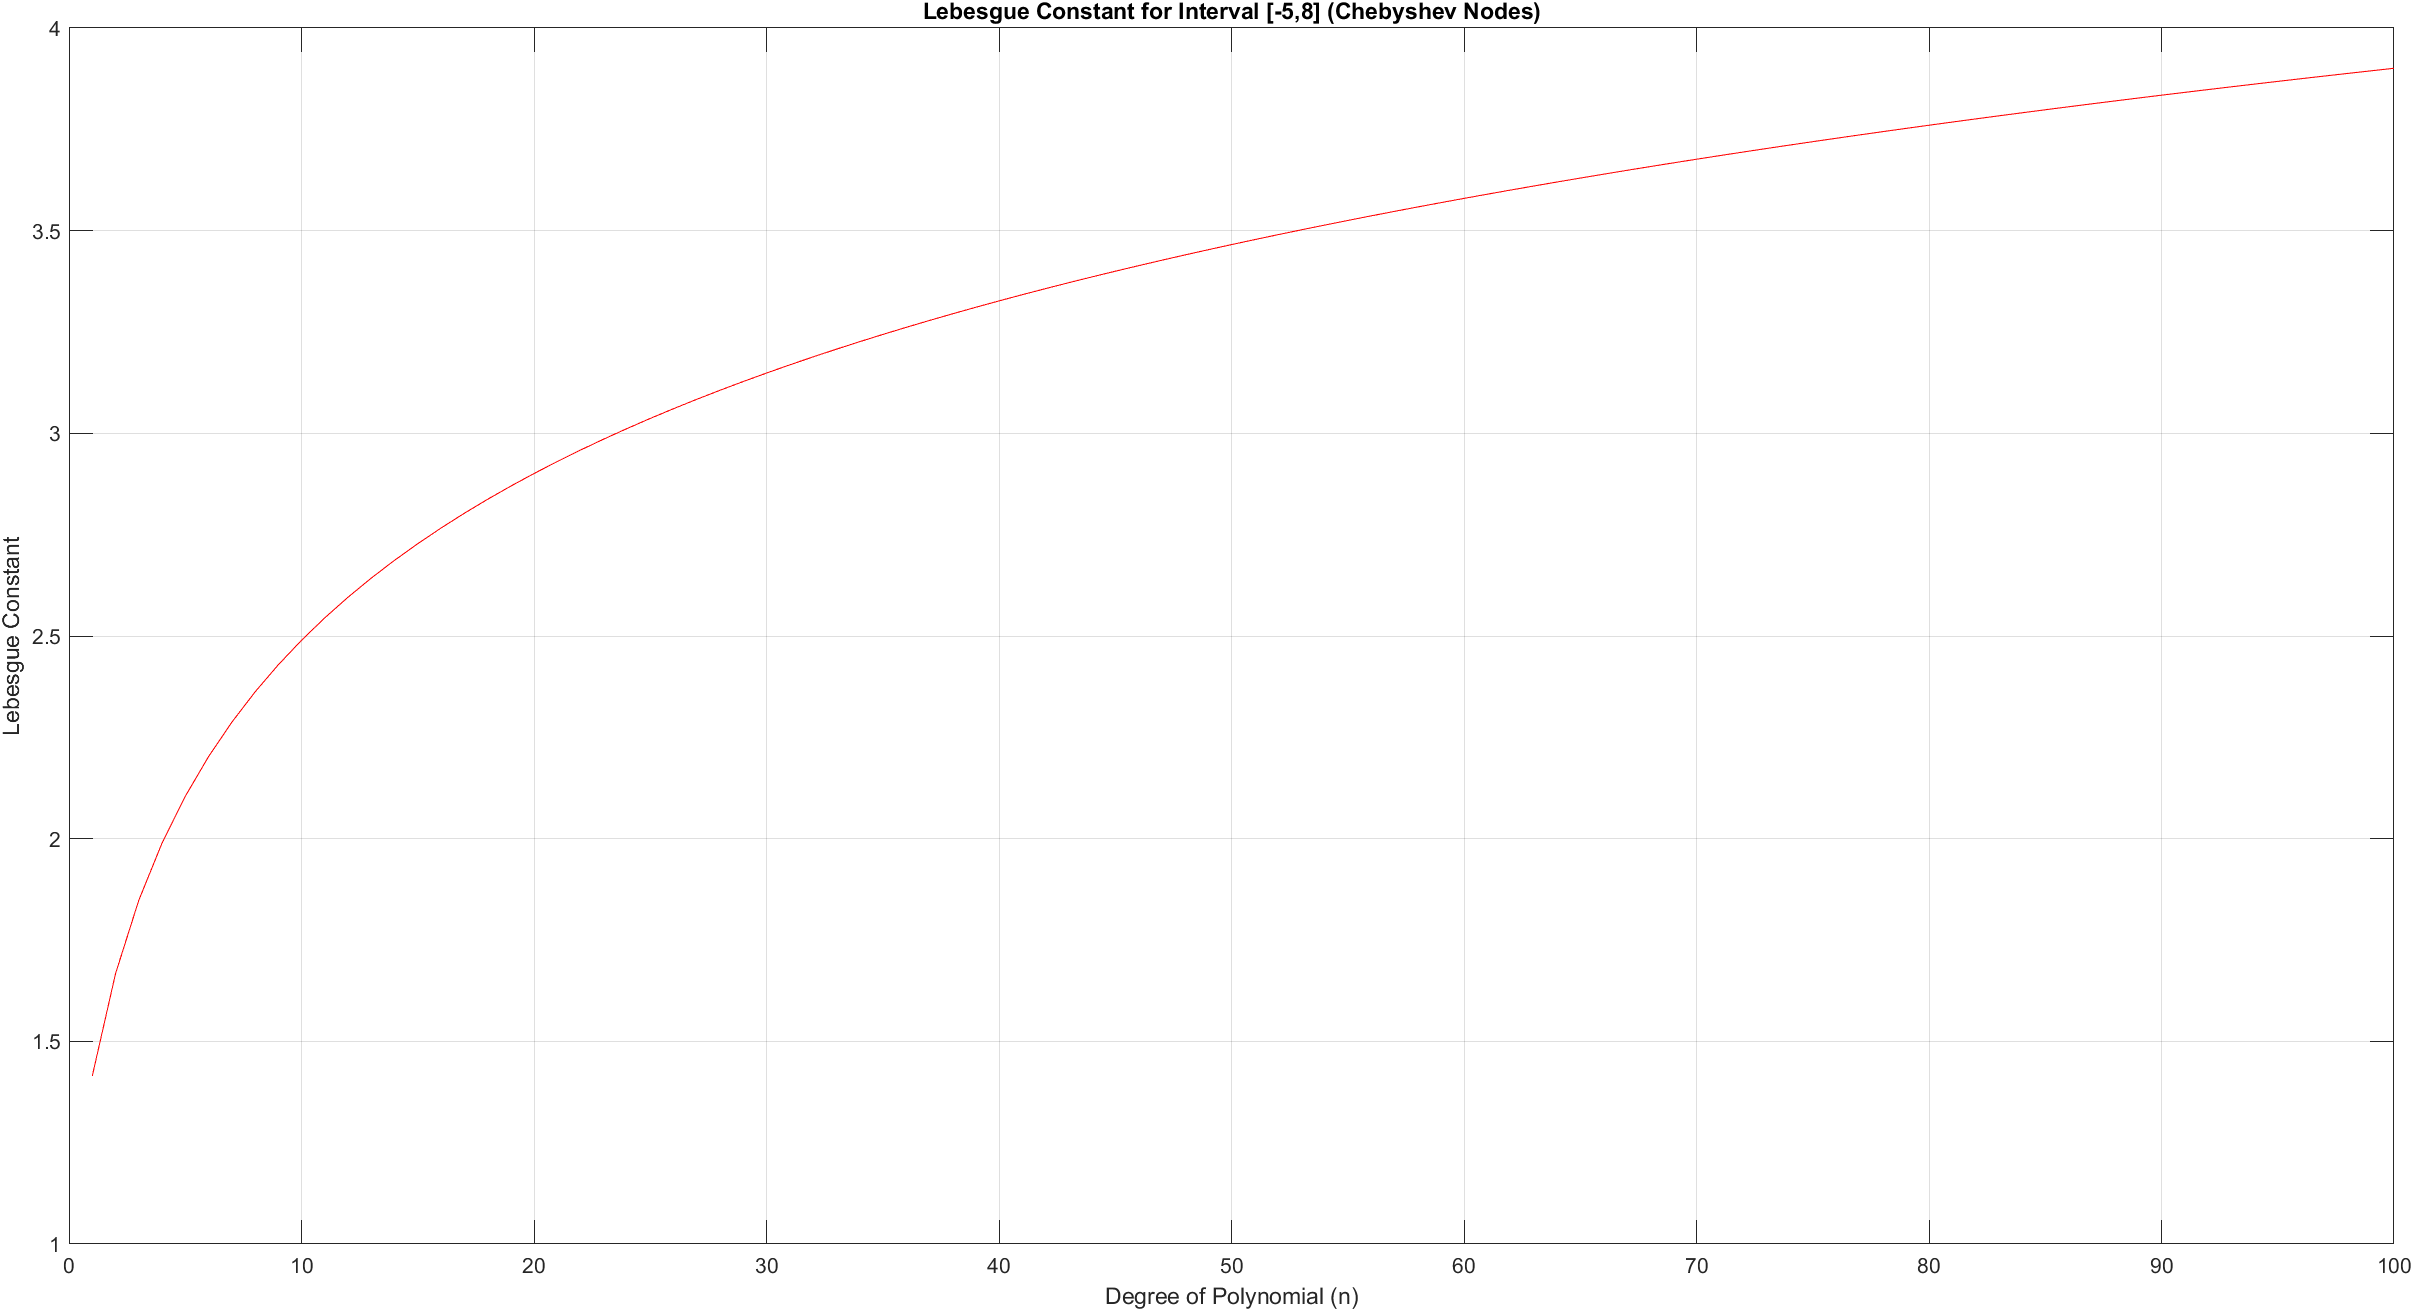 Lebesgue Constant for Interval [-5,8] (Chebyshev Nodes)
4
3.5
3
2.5
2
1.5
1
Lebesgue Constant
0 10 20 30 40 50 60 70 80 90 100
Degree of Polynomial (n)